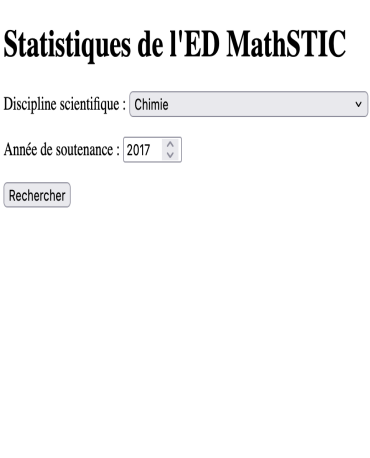 Statistiques de l'ED MathSTIC
Discipline scientifique : Chimie
Année de soutenance : 2017
Rechercher